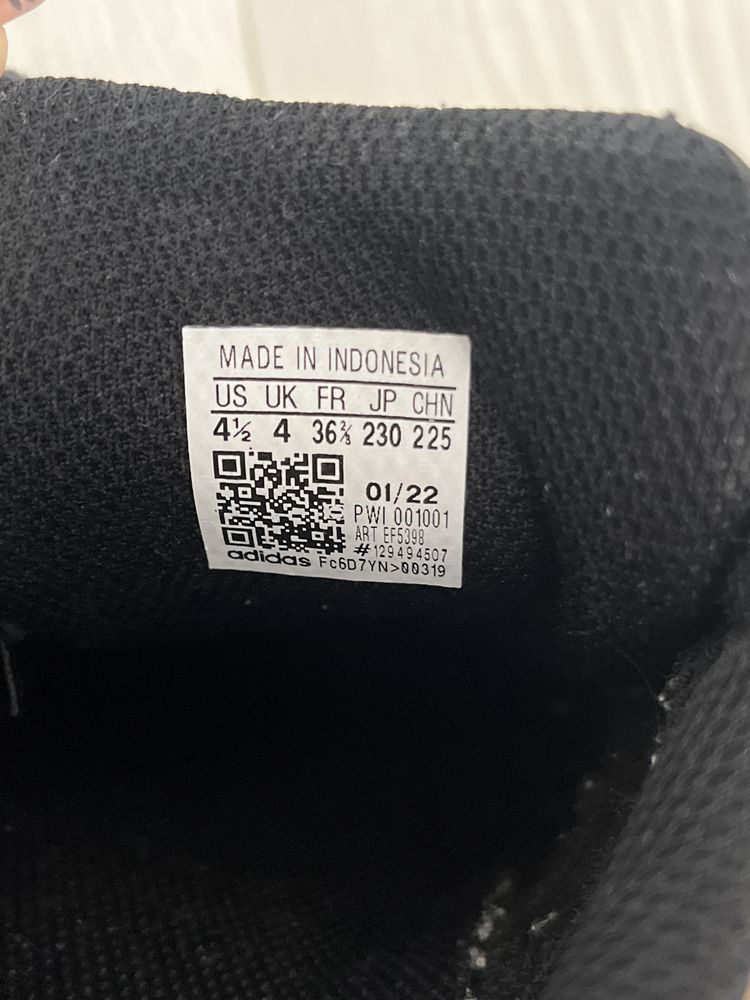 MADE IN INDONESIA
US UK FR JP CHN
4½ 4 36⅔ 230 225
01/22
PWI 001001
ART EF5398
#129494507
adidas Fc6D7YN>00319